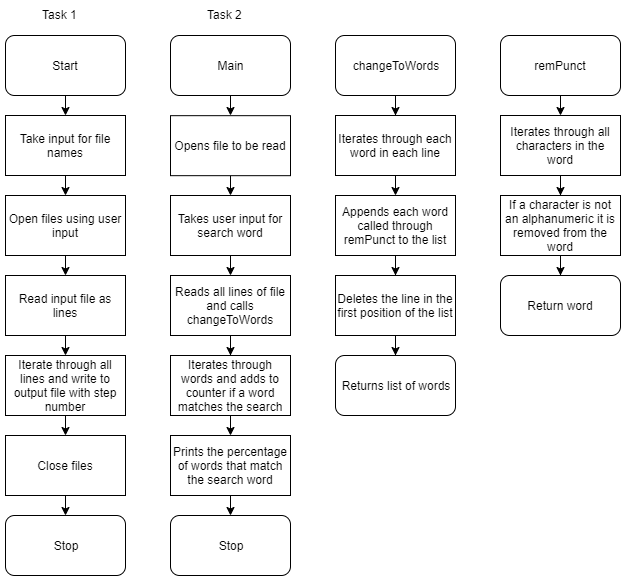 Task 1
Start
Take input for file
names
Open files using user
input
Read input file as
lines
Iterate through all
lines and write to
output file with step
number
Close files
Stop
Task 2
Main
Opens file to be read
Takes user input for
search word
Reads all lines of file
and calls
changeToWords
Iterates through
words and adds to
counter if a word
matches the search
Prints the percentage
of words that match
the search word
Stop
changeToWords
Iterates through each
word in each line
Appends each word
called through
remPunct to the list
Deletes the line in the
first position of the list
Returns list of words
remPunct
Iterates through all
characters in the
word
If a character is not
an alphanumeric it is
removed from the
word
Return word